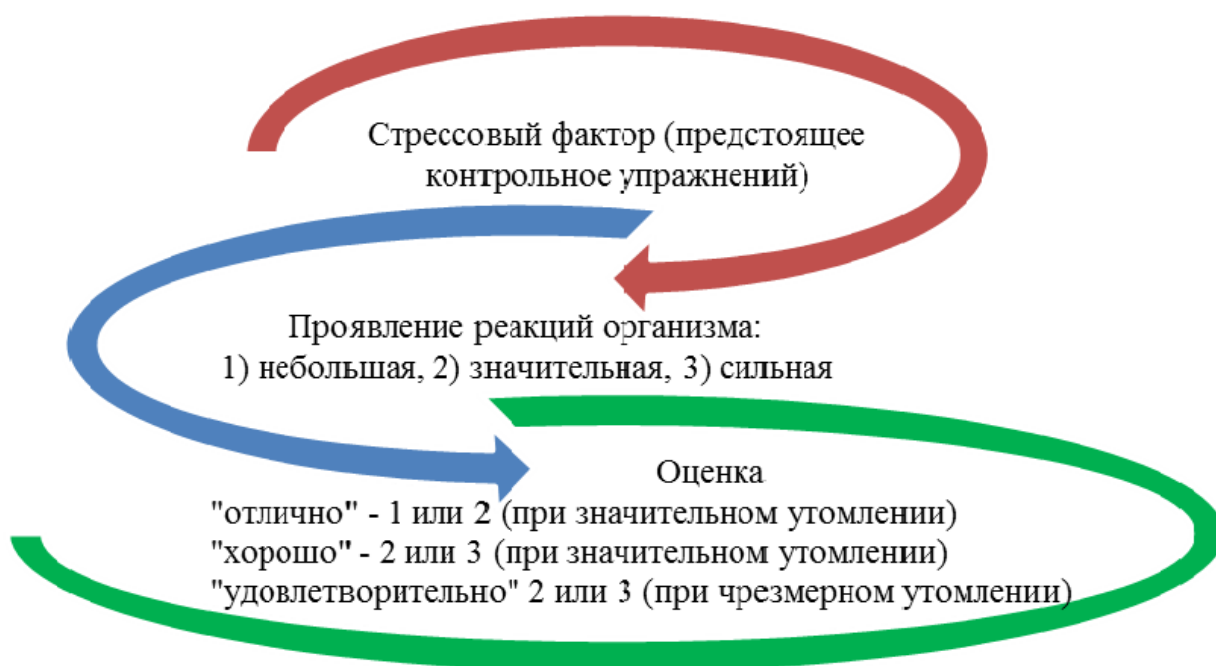 Стрессовый фактор (предстоящее
контрольное упражнений)
Проявление реакций организма:
1) небольшая, 2) значительная, 3) сильная
Оценка
"отлично" - 1 или 2 (при значительном утомлении)
"хорошо" - 2 или 3 (при значительном утомлении)
"удовлетворительно" 2 или 3 (при чрезмерном утомлении)